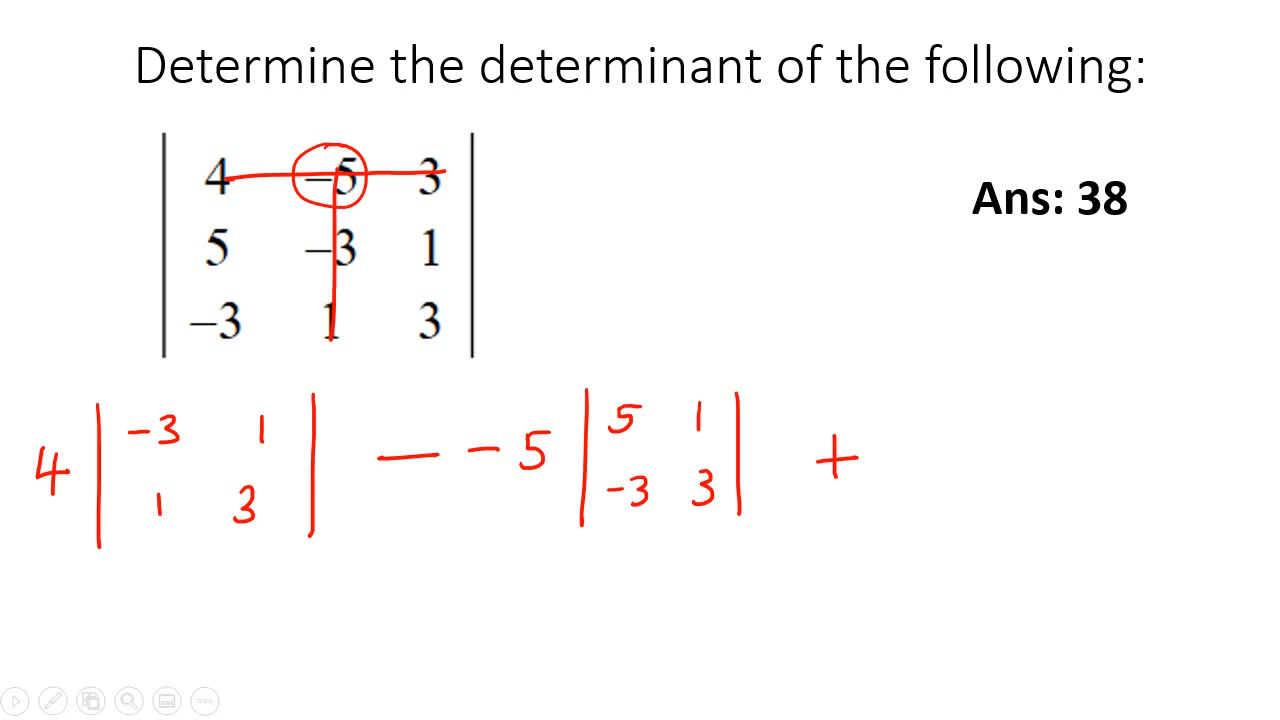 Determine the determinant of the following:
4 −5 3
5 −3 1
−3 1 3
Ans: 38
4 | -3 1 | — - 5 | 5 1 | +
| 1 3 | | -3 3 |